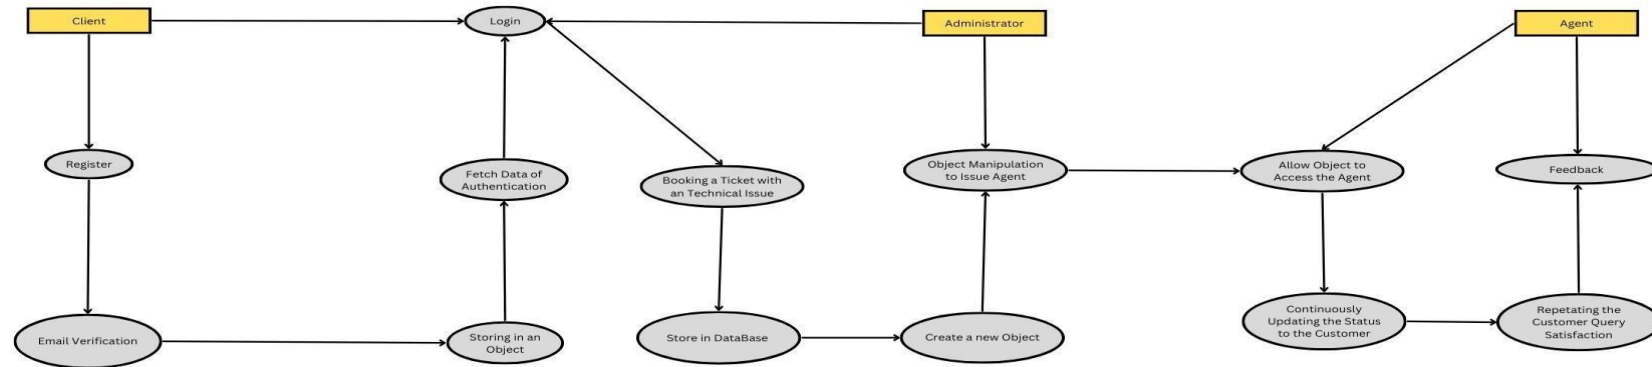 Client
Login
Administrator
Agent
Register
Fetch Data of
Authentication
Booking a Ticket with
an Technical Issue
Object Manipulation
to Issue Agent
Allow Object to
Access the Agent
Feedback
Email Verification
Storing in an
Object
Store in DataBase
Create a new Object
Continuously
Updating the Status
to the Customer
Repetating the
Customer Query
Satisfaction